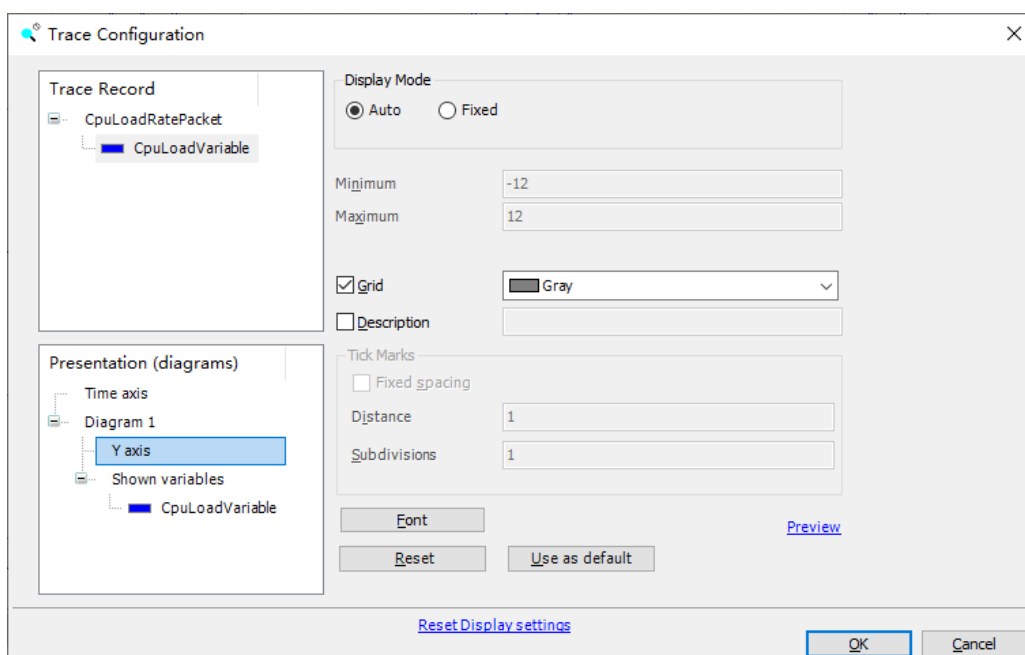 Trace Configuration
Trace Record
CpuLoadRatePacket
CpuLoadVariable
Presentation (diagrams)
Time axis
Diagram 1
Y axis
Shown variables
CpuLoadVariable
Display Mode
Auto Fixed
Minimum -12
Maximum 12
Grid Gray
Description
Tick Marks
Fixed spacing
Distance 1
Subdivisions 1
Font
Preview
Reset Use as default
Reset Display settings
OK Cancel